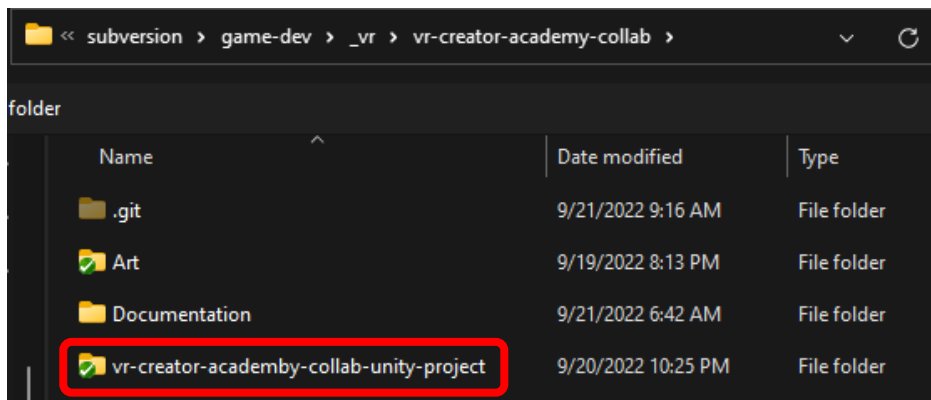 « subversion > game-dev > _vr > vr-creator-academy-collab >
folder
Name Date modified Type
.git 9/21/2022 9:16 AM File folder
Art 9/19/2022 8:13 PM File folder
Documentation 9/21/2022 6:42 AM File folder
vr-creator-academby-collab-unity-project 9/20/2022 10:25 PM File folder